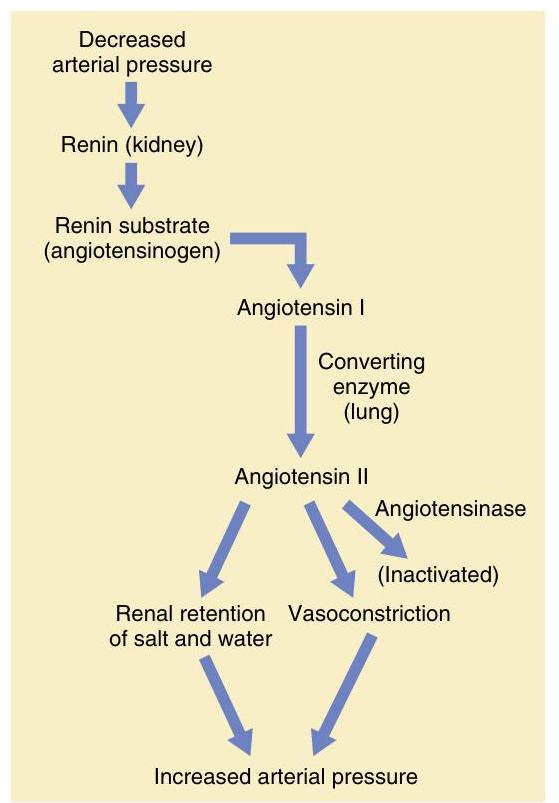 Decreased
arterial pressure
Renin (kidney)
Renin substrate
(angiotensinogen)
Angiotensin I
Converting
enzyme
(lung)
Angiotensin II
Angiotensinase
(Inactivated)
Renal retention
of salt and water
Vasoconstriction
Increased arterial pressure